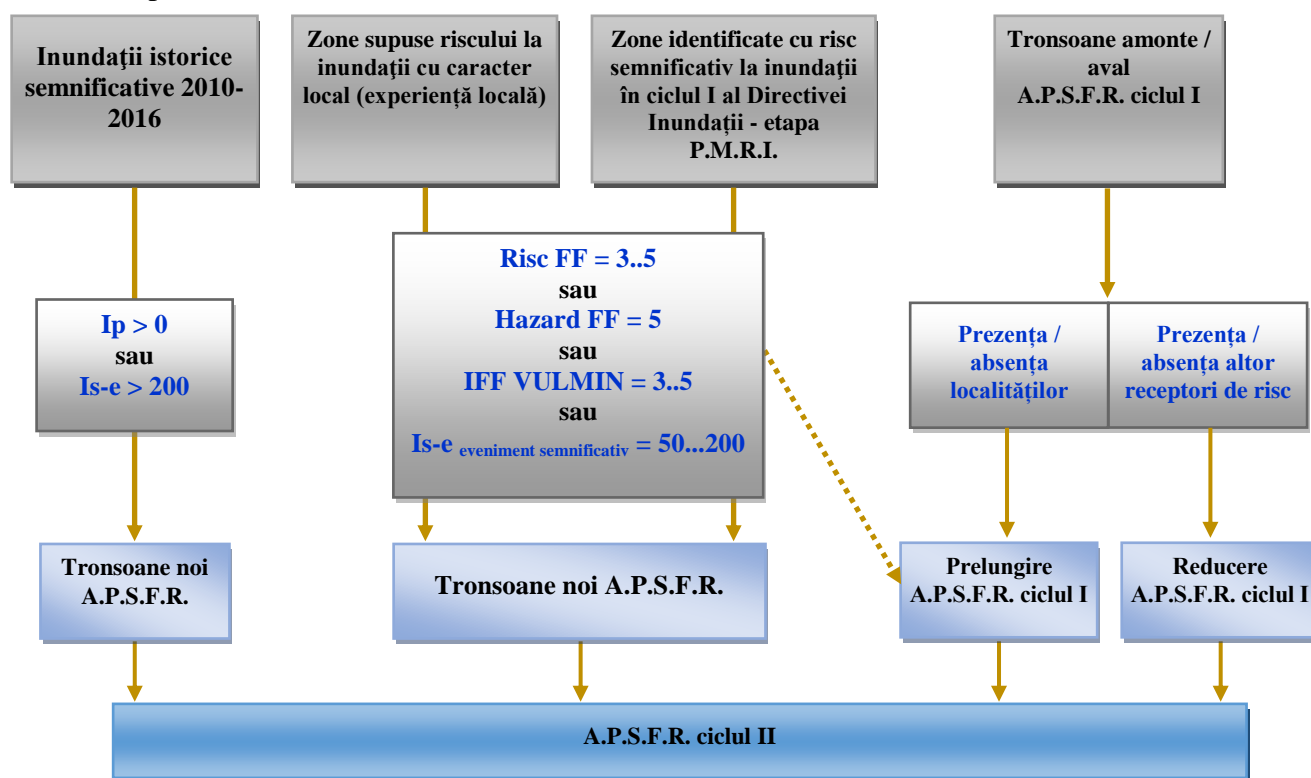 Inundaţii istorice
semnificative 2010-
2016
Zone supuse riscului la
inundaţii cu caracter
local (experiență locală)
Zone identificate cu risc
semnificativ la inundaţii
în ciclul I al Directivei
Inundații - etapa
P.M.R.I.
Tronsoane amonte /
aval
A.P.S.F.R. ciclul I
Ip > 0
sau
Is-e > 200
Risc FF = 3..5
sau
Hazard FF = 5
sau
IFF VULMIN = 3..5
sau
Is-e eveniment semnificativ = 50...200
Prezența /
absența
localităților
Prezența /
absența altor
receptori de risc
Tronsoane noi
A.P.S.F.R.
Tronsoane noi A.P.S.F.R.
Prelungire
A.P.S.F.R. ciclul I
Reducere
A.P.S.F.R. ciclul I
A.P.S.F.R. ciclul II